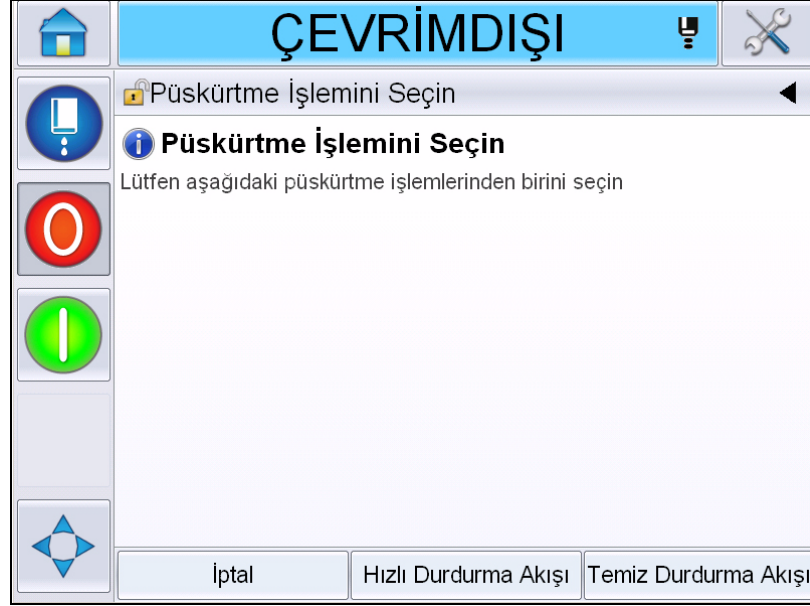 ÇEVRİMDIŞI
Püskürtme İşlemini Seçin
Püskürtme İşlemini Seçin
Lütfen aşağıdaki püskürtme işlemlerinden birini seçin
İptal
Hızlı Durdurma Akışı
Temiz Durdurma Akışı